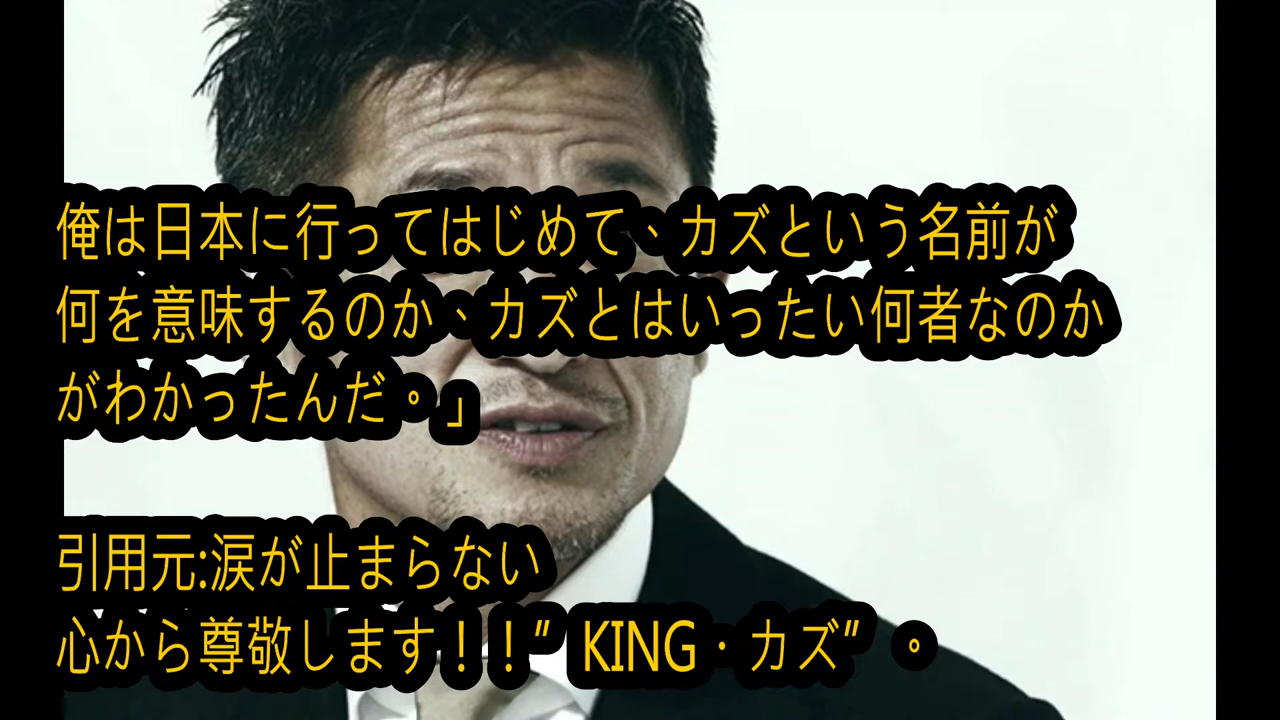 俺は日本に行ってはじめて、カズという名前が
何を意味するのか、カズとはいったい何者なのか
がわかったんだ。」
引用元:涙が止まらない
心から尊敬します！！”KING・カズ”。